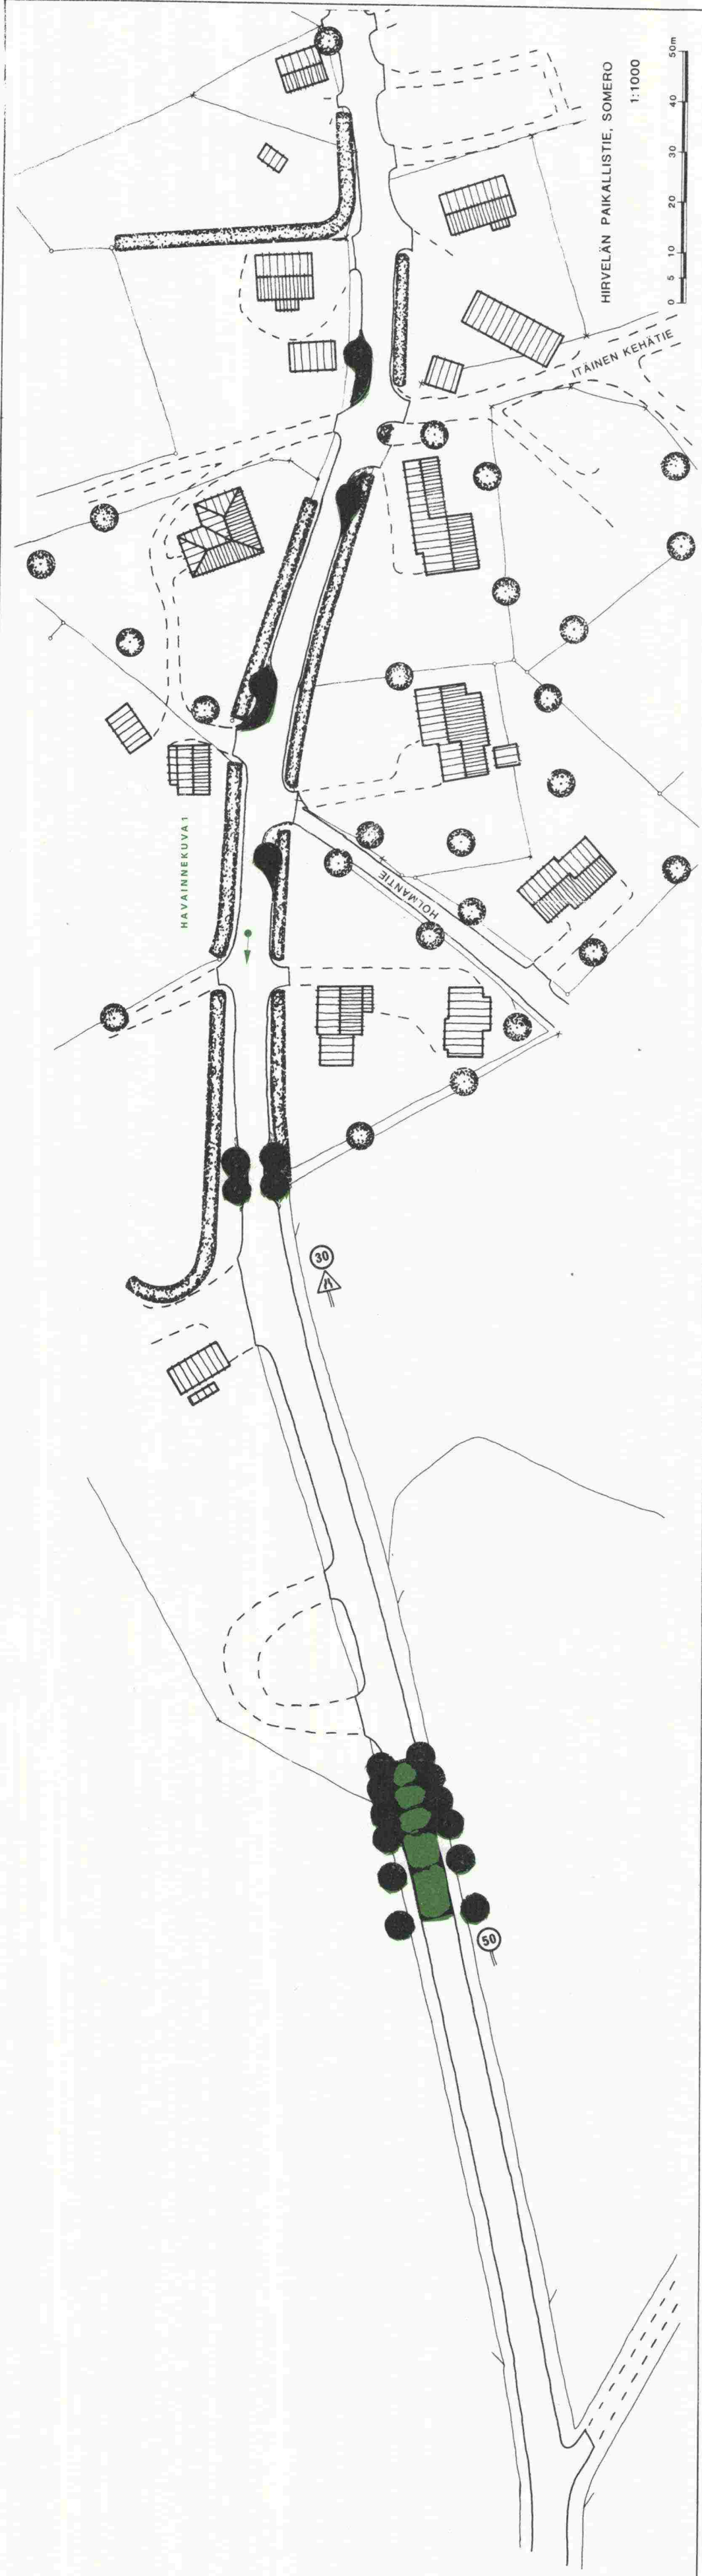 HIRVELÄN PAIKALLISTIE, SOMERO
1:1000
0 5 10 20 30 40 50m
ITÄINEN KEHÄTIE
HAVAINNEKUVA 1
HOLMANTIE
30
50